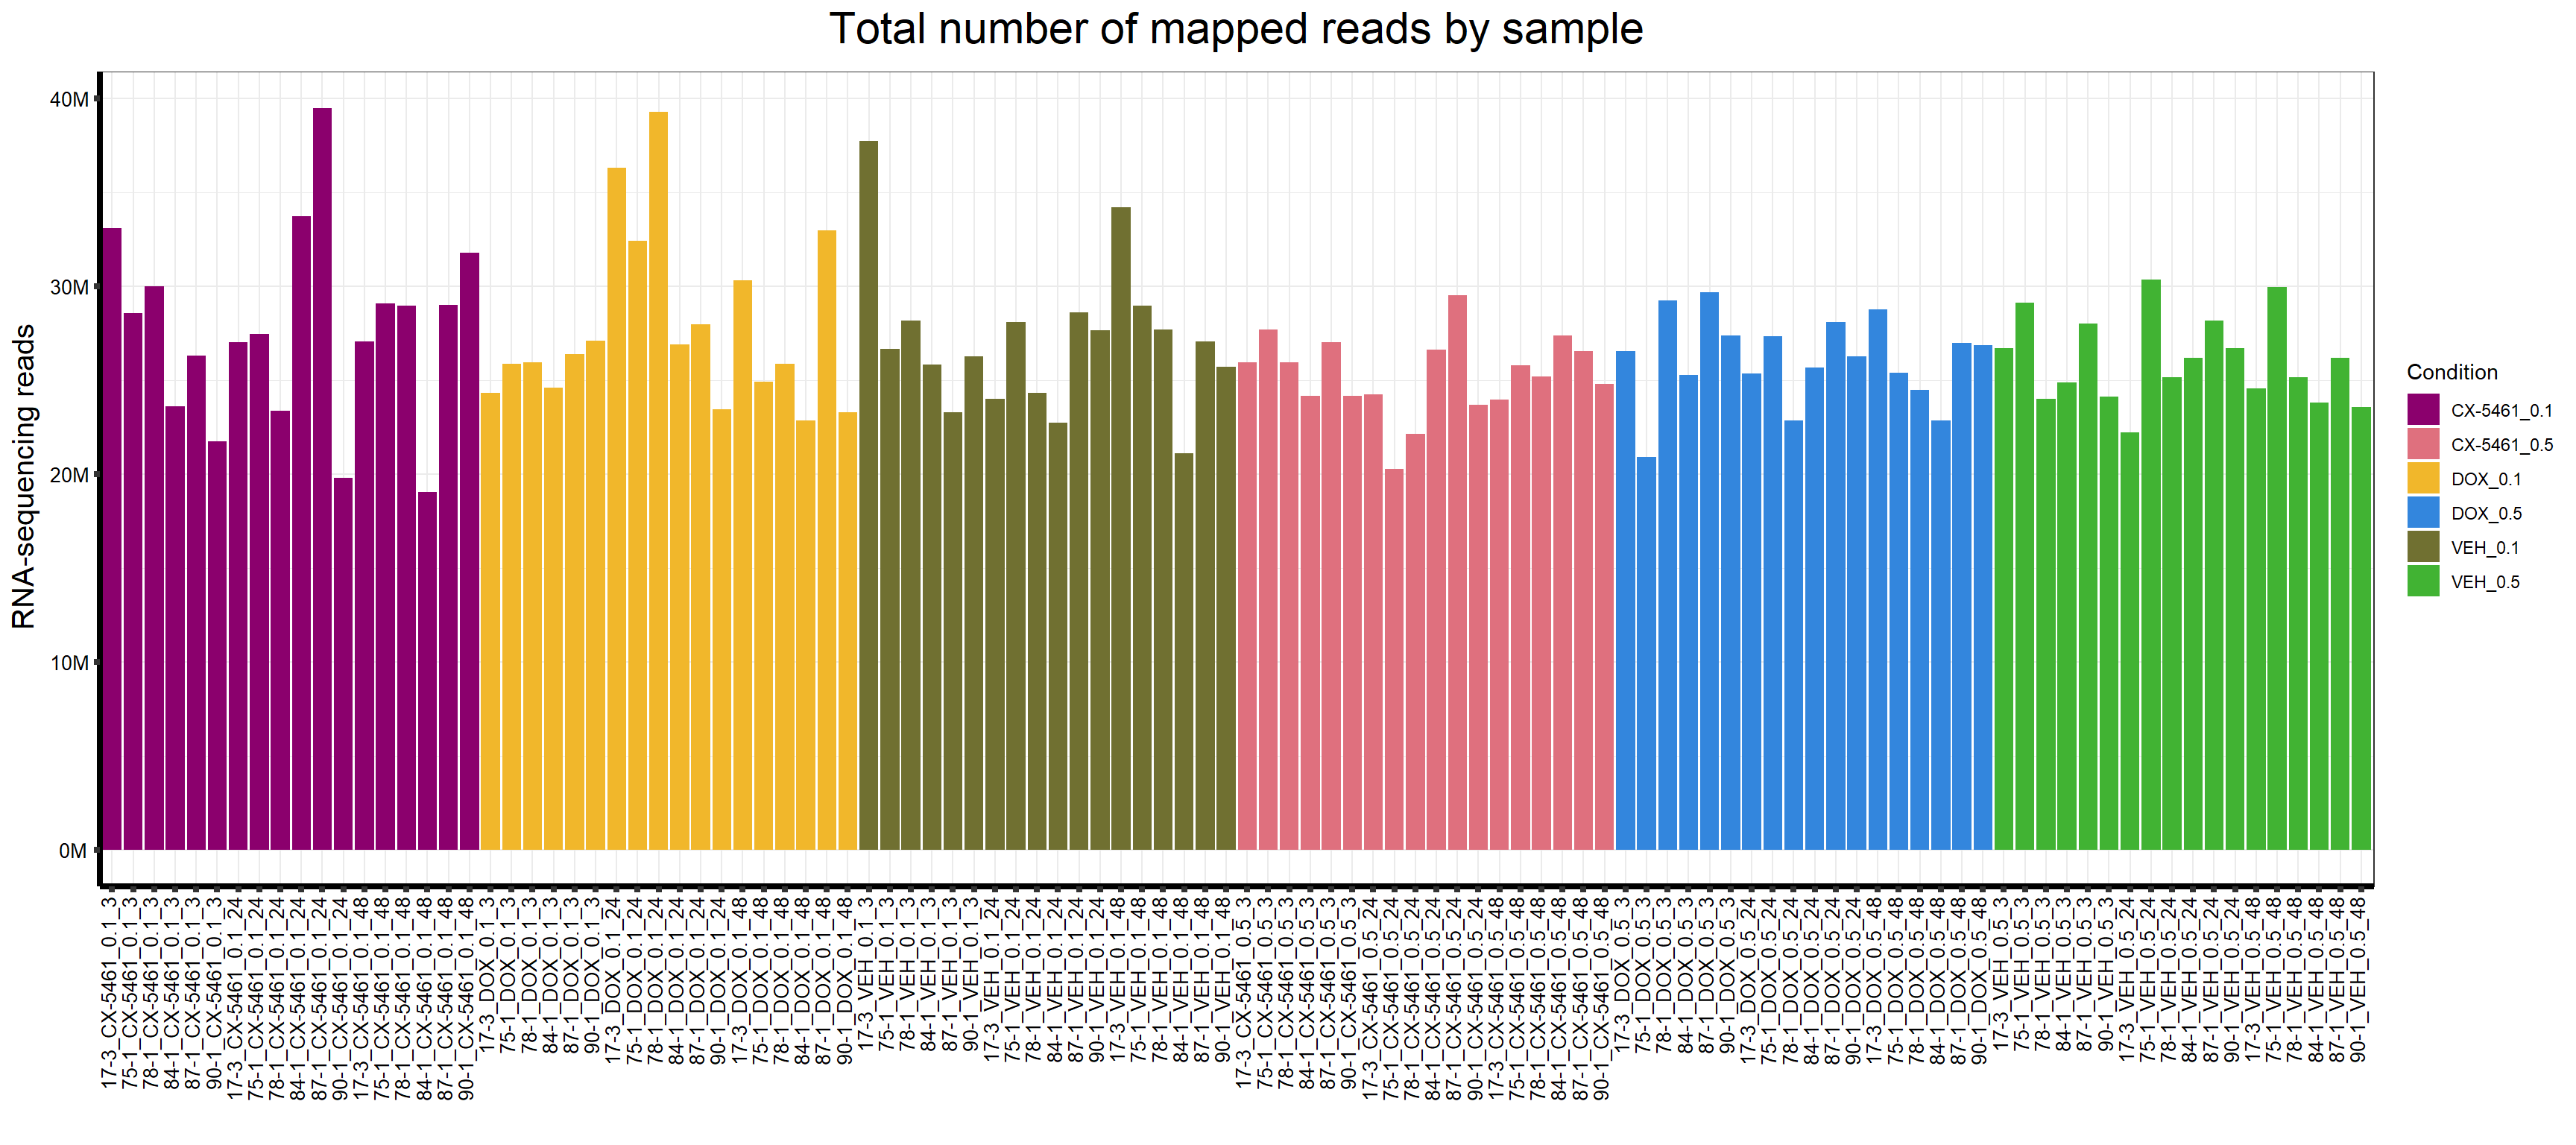 Total number of mapped reads by sample
RNA-sequencing reads
40M
30M
20M
10M
0M
17-3_CX-5461_0.1_3
75-1_CX-5461_0.1_3
78-1_CX-5461_0.1_3
84-1_CX-5461_0.1_3
87-1_CX-5461_0.1_3
90-1_CX-5461_0.1_3
17-3_CX-5461_0.1_24
75-1_CX-5461_0.1_24
78-1_CX-5461_0.1_24
84-1_CX-5461_0.1_24
87-1_CX-5461_0.1_24
90-1_CX-5461_0.1_24
17-3_CX-5461_0.1_48
75-1_CX-5461_0.1_48
78-1_CX-5461_0.1_48
84-1_CX-5461_0.1_48
87-1_CX-5461_0.1_48
90-1_CX-5461_0.1_48
17-3_DOX_0.1_3
75-1_DOX_0.1_3
78-1_DOX_0.1_3
84-1_DOX_0.1_3
87-1_DOX_0.1_3
90-1_DOX_0.1_3
17-3_DOX_0.1_24
75-1_DOX_0.1_24
78-1_DOX_0.1_24
84-1_DOX_0.1_24
87-1_DOX_0.1_24
90-1_DOX_0.1_24
17-3_DOX_0.1_48
75-1_DOX_0.1_48
78-1_DOX_0.1_48
84-1_DOX_0.1_48
87-1_DOX_0.1_48
90-1_DOX_0.1_48
17-3_VEH_0.1_3
75-1_VEH_0.1_3
78-1_VEH_0.1_3
84-1_VEH_0.1_3
87-1_VEH_0.1_3
90-1_VEH_0.1_3
17-3_VEH_0.1_24
75-1_VEH_0.1_24
78-1_VEH_0.1_24
84-1_VEH_0.1_24
87-1_VEH_0.1_24
90-1_VEH_0.1_24
17-3_VEH_0.1_48
75-1_VEH_0.1_48
78-1_VEH_0.1_48
84-1_VEH_0.1_48
87-1_VEH_0.1_48
90-1_VEH_0.1_48
17-3_CX-5461_0.5_3
75-1_CX-5461_0.5_3
78-1_CX-5461_0.5_3
84-1_CX-5461_0.5_3
87-1_CX-5461_0.5_3
90-1_CX-5461_0.5_3
17-3_CX-5461_0.5_24
75-1_CX-5461_0.5_24
78-1_CX-5461_0.5_24
84-1_CX-5461_0.5_24
87-1_CX-5461_0.5_24
90-1_CX-5461_0.5_24
17-3_CX-5461_0.5_48
75-1_CX-5461_0.5_48
78-1_CX-5461_0.5_48
84-1_CX-5461_0.5_48
87-1_CX-5461_0.5_48
90-1_CX-5461_0.5_48
17-3_DOX_0.5_3
75-1_DOX_0.5_3
78-1_DOX_0.5_3
84-1_DOX_0.5_3
87-1_DOX_0.5_3
90-1_DOX_0.5_3
17-3_DOX_0.5_24
75-1_DOX_0.5_24
78-1_DOX_0.5_24
84-1_DOX_0.5_24
87-1_DOX_0.5_24
90-1_DOX_0.5_24
17-3_DOX_0.5_48
75-1_DOX_0.5_48
78-1_DOX_0.5_48
84-1_DOX_0.5_48
87-1_DOX_0.5_48
90-1_DOX_0.5_48
17-3_VEH_0.5_3
75-1_VEH_0.5_3
78-1_VEH_0.5_3
84-1_VEH_0.5_3
87-1_VEH_0.5_3
90-1_VEH_0.5_3
17-3_VEH_0.5_24
75-1_VEH_0.5_24
78-1_VEH_0.5_24
84-1_VEH_0.5_24
87-1_VEH_0.5_24
90-1_VEH_0.5_24
17-3_VEH_0.5_48
75-1_VEH_0.5_48
78-1_VEH_0.5_48
84-1_VEH_0.5_48
87-1_VEH_0.5_48
90-1_VEH_0.5_48
Condition
CX-5461_0.1
CX-5461_0.5
DOX_0.1
DOX_0.5
VEH_0.1
VEH_0.5